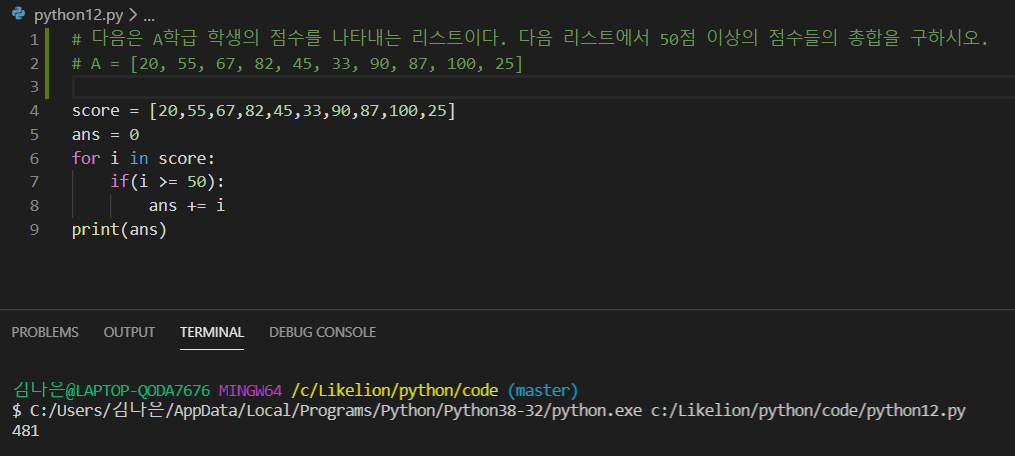 python12.py > ...
1 # 다음은 A학급 학생의 점수를 나타내는 리스트이다. 다음 리스트에서 50점 이상의 점수들의 총합을 구하시오.
2 # A = [20, 55, 67, 82, 45, 33, 90, 87, 100, 25]
3
4 score = [20,55,67,82,45,33,90,87,100,25]
5 ans = 0
6 for i in score:
7     if(i >= 50):
8         ans += i
9 print(ans)
PROBLEMS OUTPUT TERMINAL DEBUG CONSOLE
김나은@LAPTOP-QODA7676 MINGW64 /c/Likelion/python/code (master)
$ C:/Users/김나은/AppData/Local/Programs/Python/Python38-32/python.exe c:/Likelion/python/code/python12.py
481